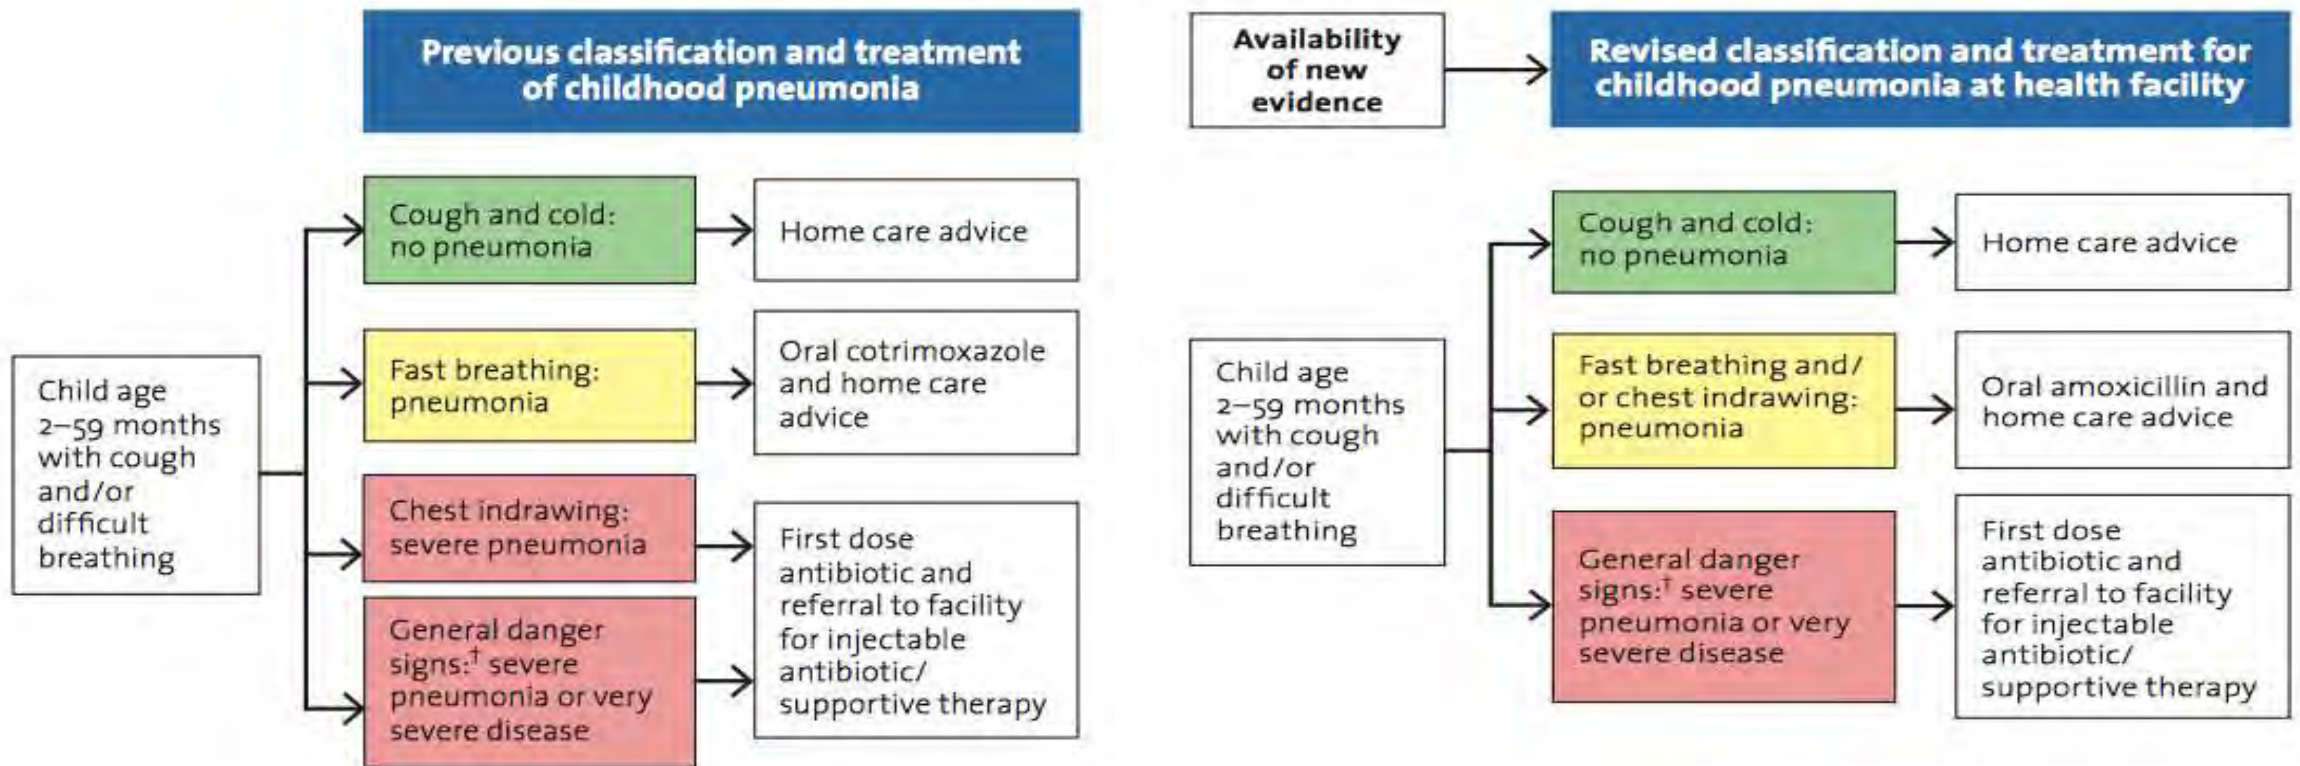 Previous classification and treatment
of childhood pneumonia
Child age
2–59 months
with cough
and/or
difficult
breathing
Cough and cold:
no pneumonia
Home care advice
Fast breathing:
pneumonia
Oral cotrimoxazole
and home care
advice
Chest indrawing:
severe pneumonia
General danger
signs:† severe
pneumonia or very
severe disease
First dose
antibiotic and
referral to facility
for injectable
antibiotic/
supportive therapy
Availability
of new
evidence
Revised classification and treatment for
childhood pneumonia at health facility
Child age
2–59 months
with cough
and/or
difficult
breathing
Cough and cold:
no pneumonia
Home care advice
Fast breathing and/
or chest indrawing:
pneumonia
Oral amoxicillin and
home care advice
General danger
signs:† severe
pneumonia or very
severe disease
First dose
antibiotic and
referral to facility
for injectable
antibiotic/
supportive therapy